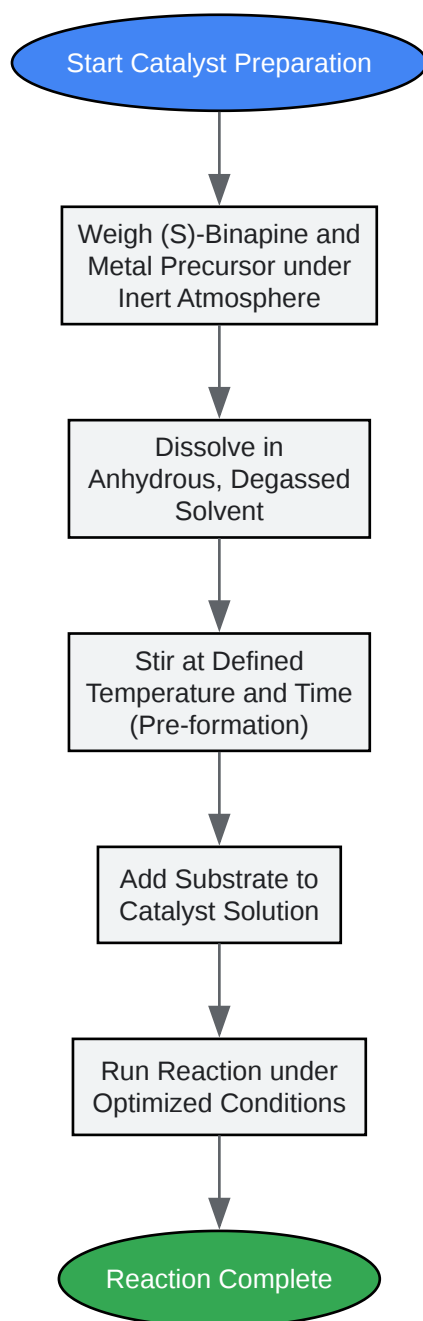 Start Catalyst Preparation
Weigh (S)-Binapine and
Metal Precursor under
Inert Atmosphere
Dissolve in
Anhydrous, Degassed
Solvent
Stir at Defined
Temperature and Time
(Pre-formation)
Add Substrate to
Catalyst Solution
Run Reaction under
Optimized Conditions
Reaction Complete